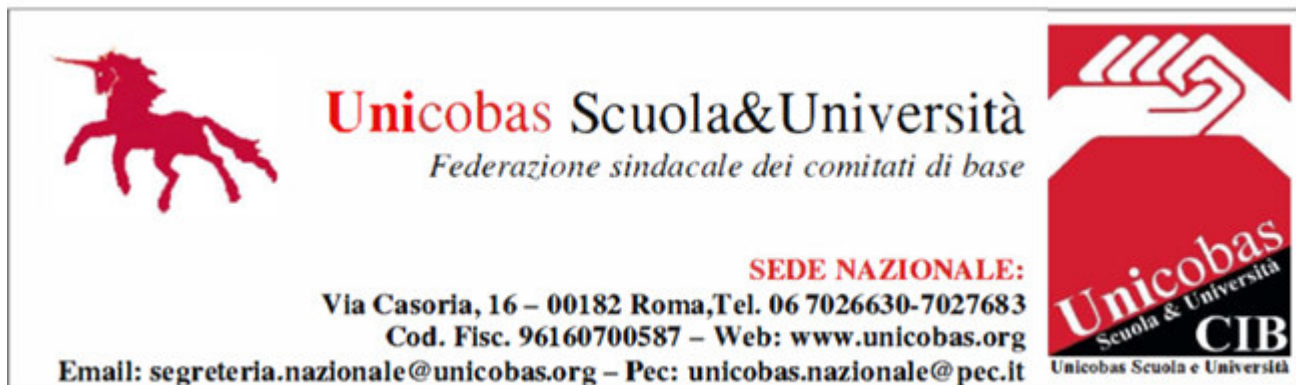 Unicobas Scuola&Università
Federazione sindacale dei comitati di base
SEDE NAZIONALE:
Via Casoria, 16 – 00182 Roma,Tel. 06 7026630-7027683
Cod. Fisc. 96160700587 – Web: www.unicobas.org
Email: segreteria.nazionale@unicobas.org – Pec: unicobas.nazionale@pec.it
Unicobas
Scuola & Università
CIB
Unicobas Scuola e Università